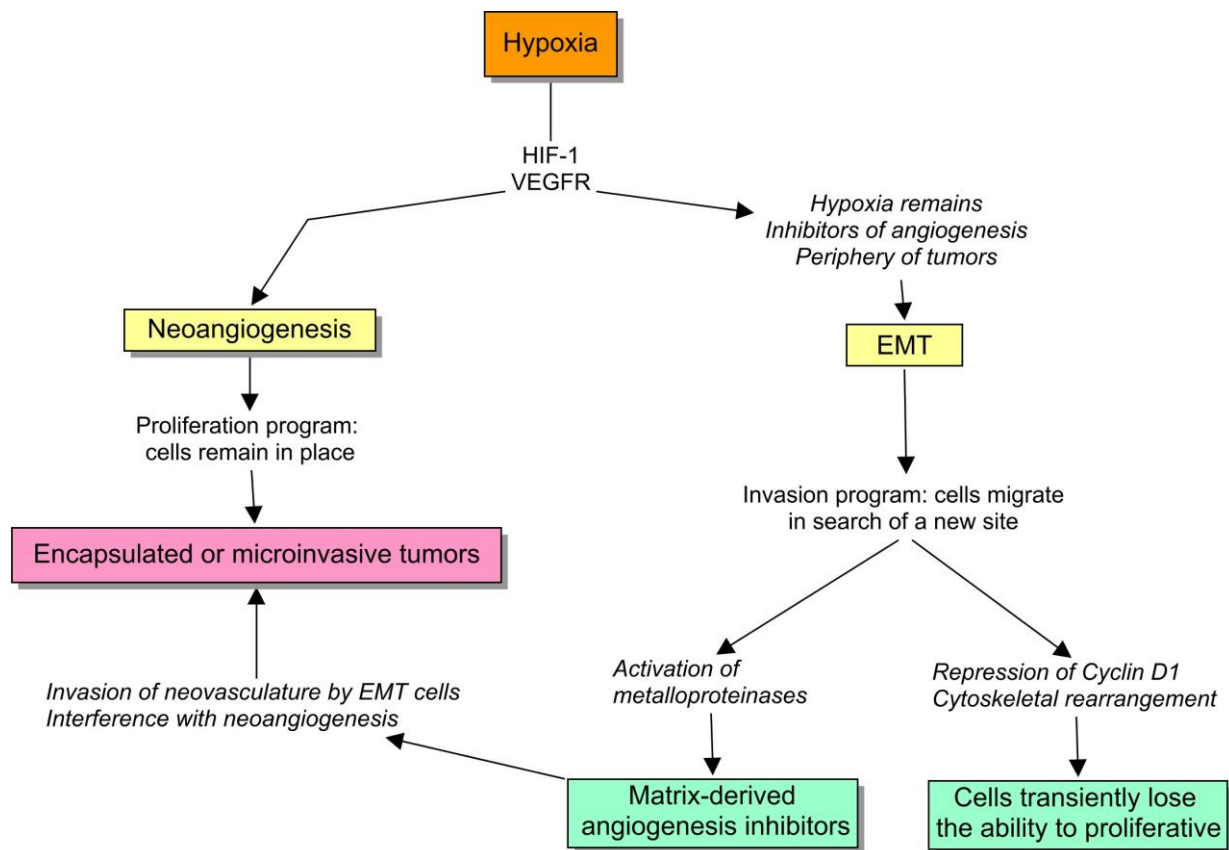 Hypoxia
HIF-1
VEGFR
Hypoxia remains
Inhibitors of angiogenesis
Periphery of tumors
Neoangiogenesis
EMT
Proliferation program:
cells remain in place
Invasion program: cells migrate
in search of a new site
Encapsulated or microinvasive tumors
Activation of
metalloproteinases
Repression of Cyclin D1
Cytoskeletal rearrangement
Invasion of neovasculature by EMT cells
Interference with neoangiogenesis
Matrix-derived
angiogenesis inhibitors
Cells transiently lose
the ability to proliferative